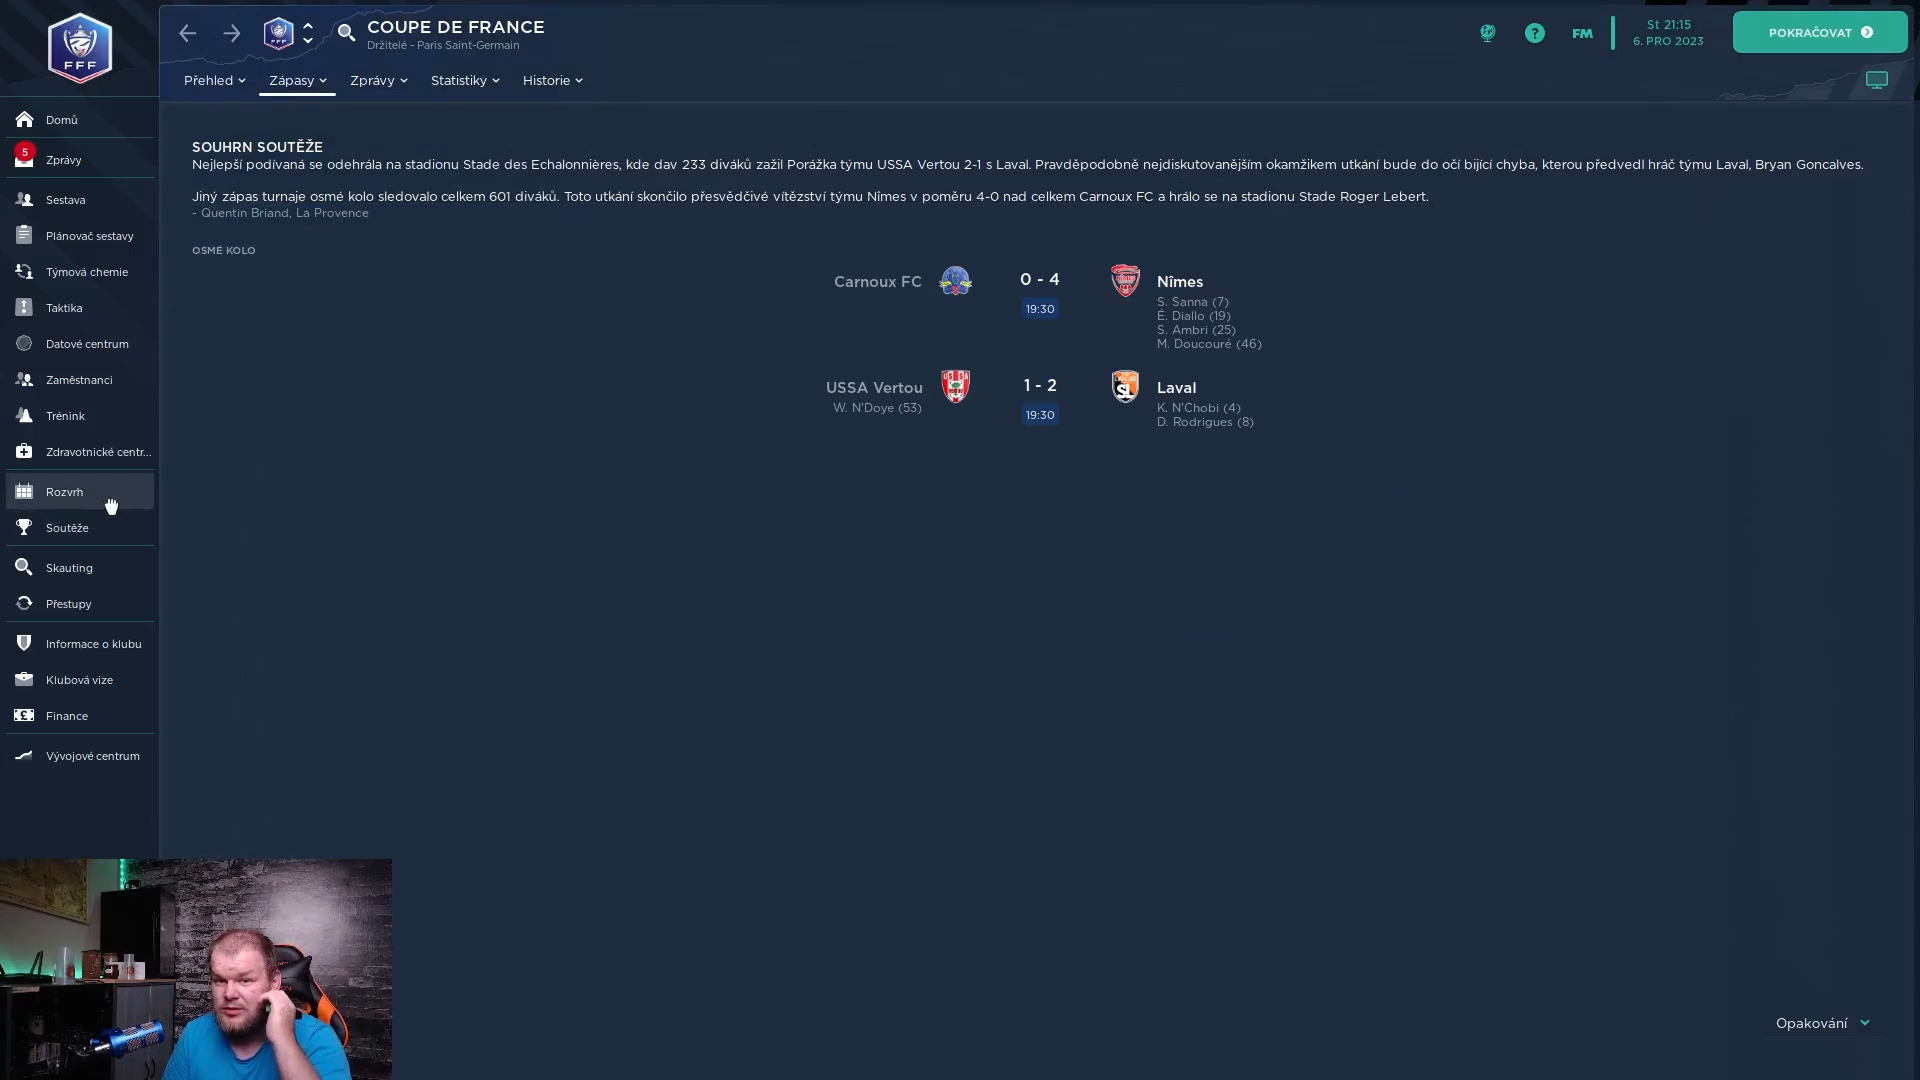 COUPE DE FRANCE
Držitelé - Paris Saint-Germain
FM
St 21:15
6. PRO 2023
POKRAČOVAT
FFF
Přehled
Zápasy
Zprávy
Statistiky
Historie
Domů
5
Zprávy
Sestava
Plánovač sestavy
Týmová chemie
Taktika
Datové centrum
Zaměstnanci
Trénink
Zdravotnické centr...
Rozvrh
Soutěže
Skauting
Přestupy
Informace o klubu
Klubová vize
Finance
Vývojové centrum
SOUHRN SOUTĚŽE
Nejlepší podívaná se odehrála na stadionu Stade des Echalonnières, kde dav 233 diváků zažil Porážka týmu USSA Vertou 2-1 s Laval. Pravděpodobně nejdiskutovanějším okamžikem utkání bude do očí bijící chyba, kterou předvedl hráč týmu Laval, Bryan Goncalves.
Jiný zápas turnaje osmé kolo sledovalo celkem 601 diváků. Toto utkání skončilo přesvědčivé vítězství týmu Nîmes v poměru 4-0 nad celkem Carnoux FC a hrálo se na stadionu Stade Roger Lebert.
- Quentin Briand, La Provence
OSMÉ KOLO
Carnoux FC 0 - 4 Nîmes
19:30
S. Sanna (7)
É. Diallo (19)
S. Ambri (25)
M. Doucouré (46)
USSA Vertou 1 - 2 Laval
W. N'Doye (53) 19:30 K. N'Chobi (4)
D. Rodrigues (8)
Opakování